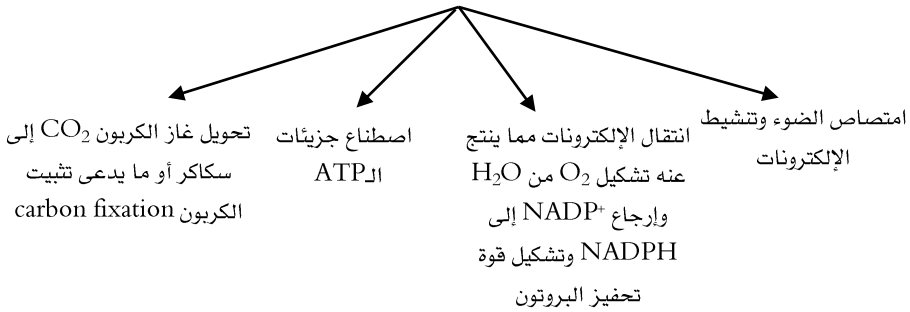 امتصاص الضوء وتنشيط
الإلكترونات
انتقال الإلكترونات مما ينتج
عنه تشكيل O₂ من H₂O
وإرجاع NADP⁺ إلى
NADPH وتشكيل قوة
تحفيز البروتون
اصطناع جزيئات
الـATP
تحويل غاز الكربون CO₂ إلى
سكاكر أو ما يدعى تثبيت
الكربون carbon fixation